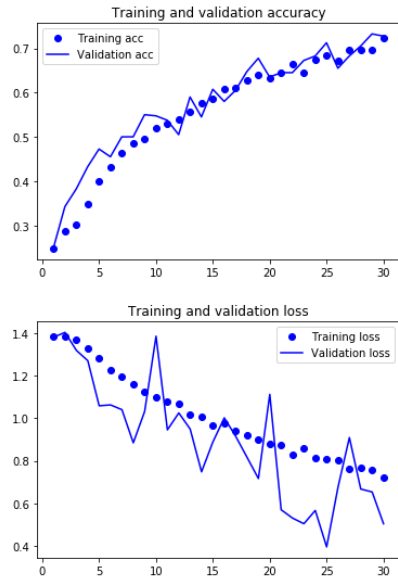 Training and validation accuracy
Training acc
Validation acc
0.7
0.6
0.5
0.4
0.3
0 5 10 15 20 25 30
Training and validation loss
Training loss
Validation loss
1.4
1.2
1.0
0.8
0.6
0.4
0 5 10 15 20 25 30